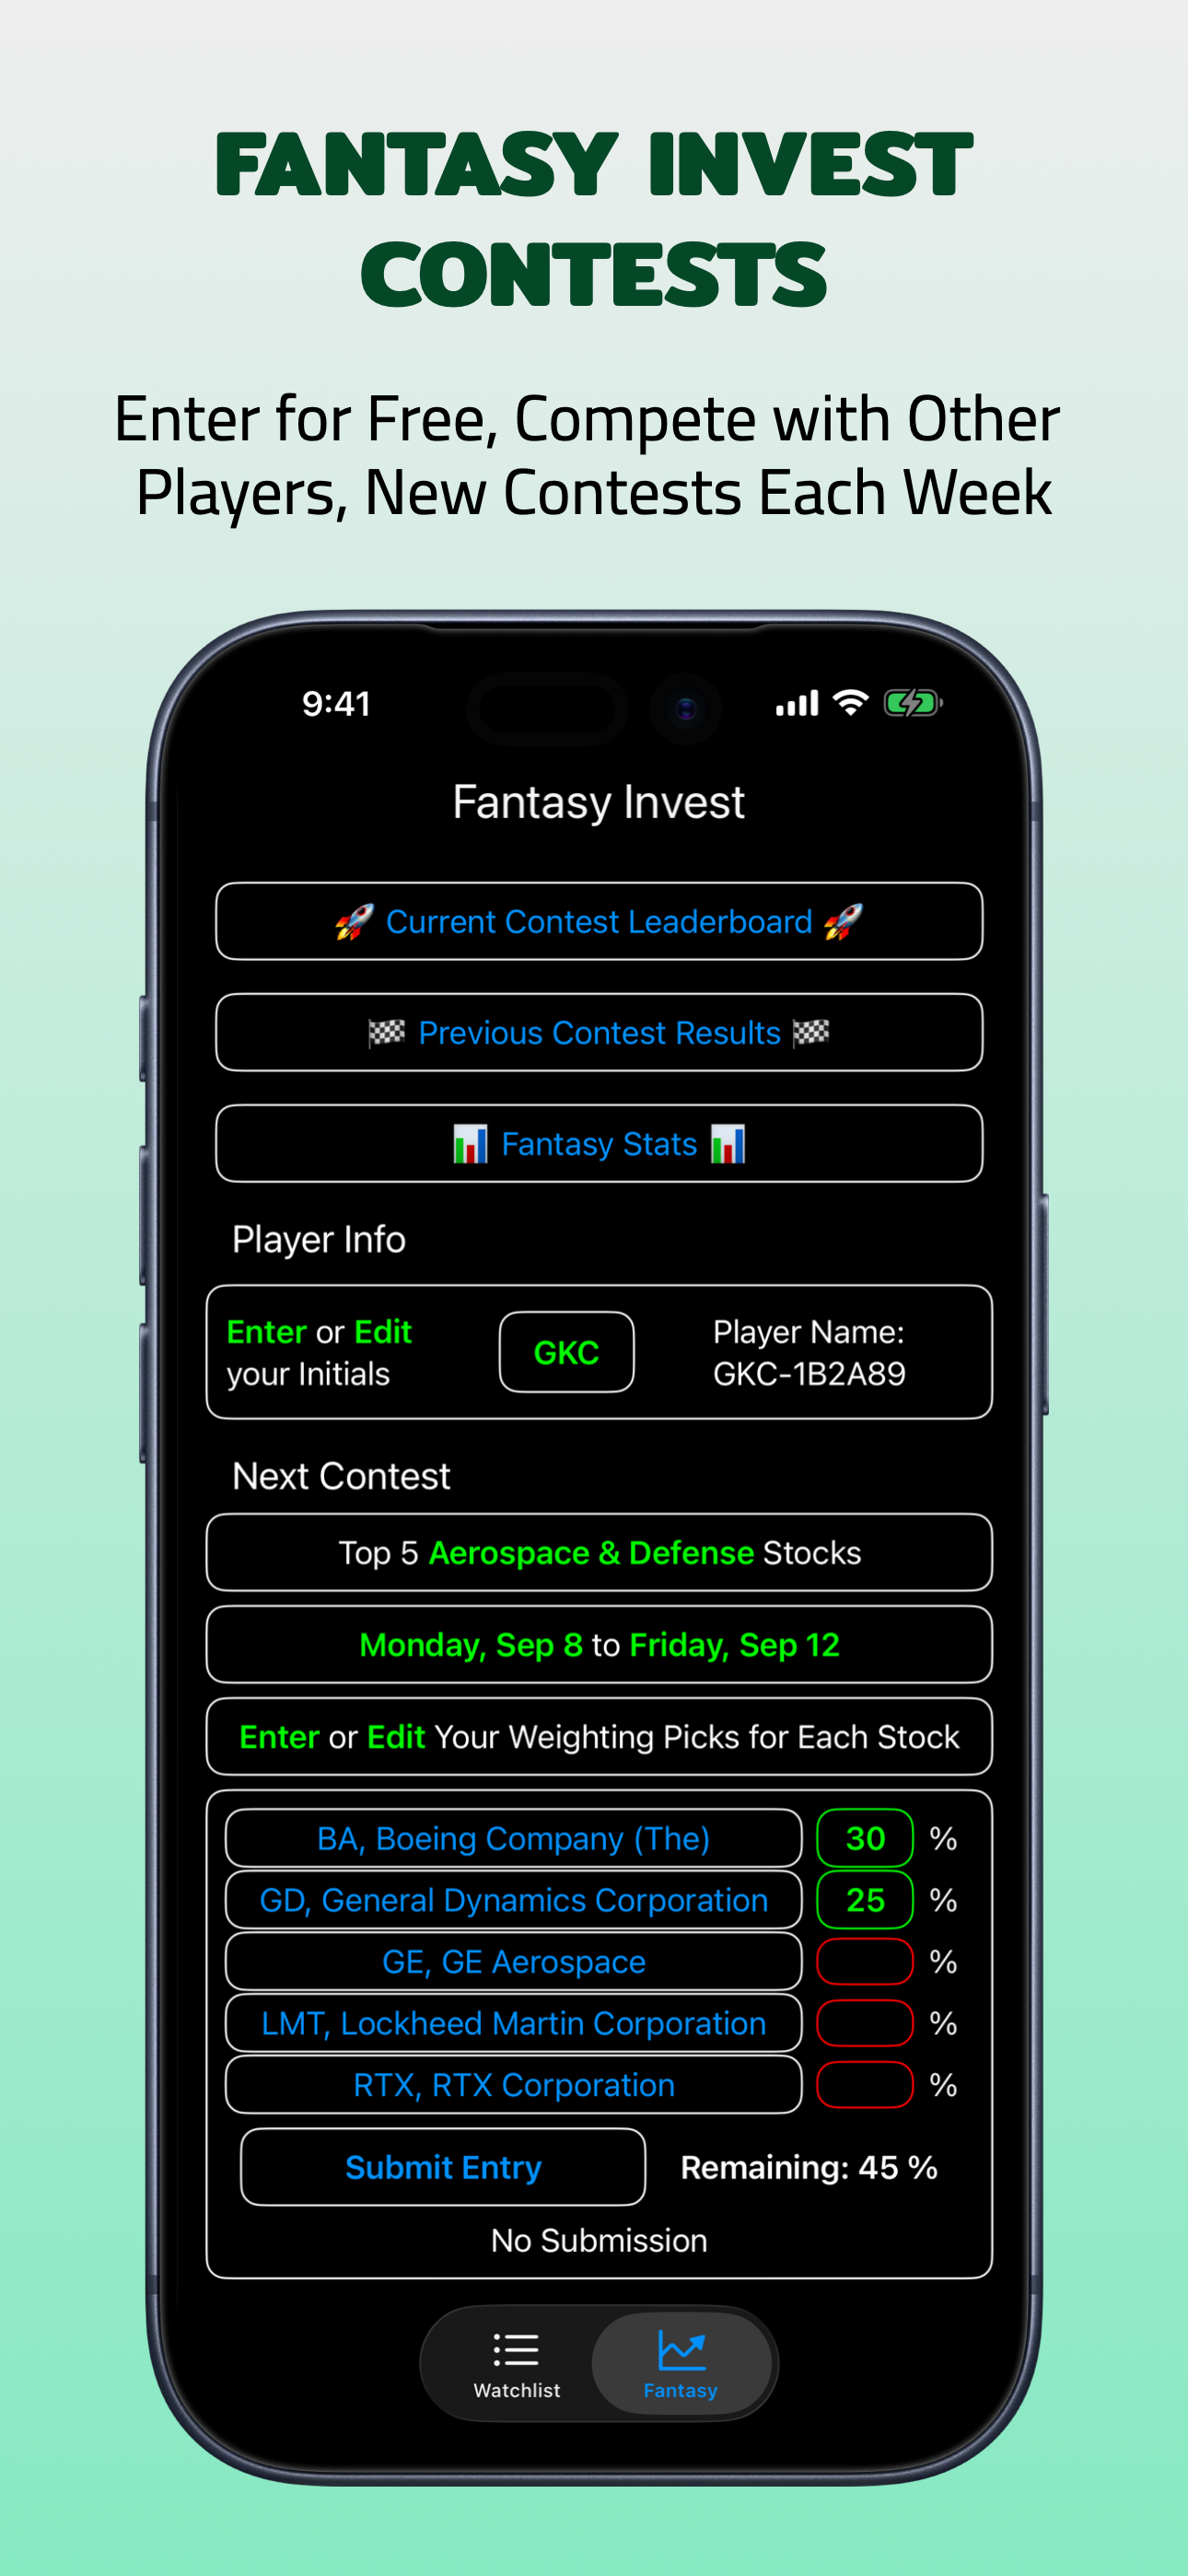 FANTASY INVEST
CONTESTS
Enter for Free, Compete with Other
Players, New Contests Each Week
9:41
Fantasy Invest
🚀 Current Contest Leaderboard 🚀
🏁 Previous Contest Results 🏁
📊 Fantasy Stats 📊
Player Info
Enter or Edit
your Initials
GKC
Player Name:
GKC-1B2A89
Next Contest
Top 5 Aerospace & Defense Stocks
Monday, Sep 8 to Friday, Sep 12
Enter or Edit Your Weighting Picks for Each Stock
BA, Boeing Company (The) 30 %
GD, General Dynamics Corporation 25 %
GE, GE Aerospace %
LMT, Lockheed Martin Corporation %
RTX, RTX Corporation %
Submit Entry Remaining: 45 %
No Submission
Watchlist Fantasy